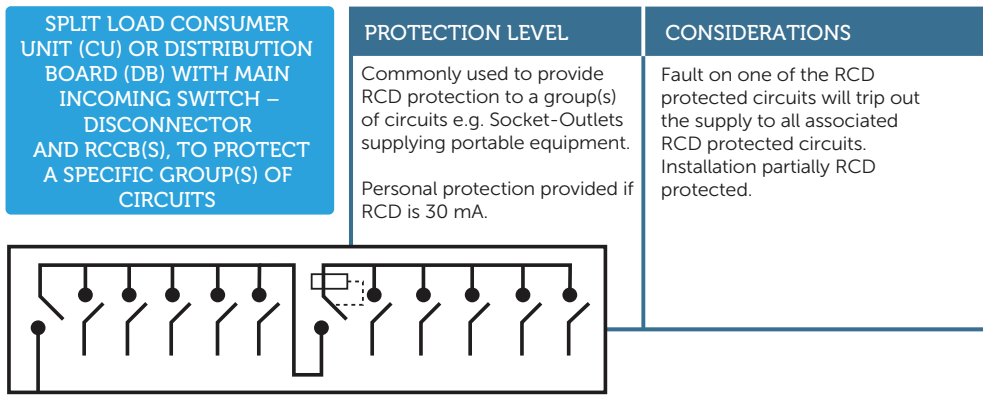 SPLIT LOAD CONSUMER
UNIT (CU) OR DISTRIBUTION
BOARD (DB) WITH MAIN
INCOMING SWITCH –
DISCONNECTOR
AND RCCB(S), TO PROTECT
A SPECIFIC GROUP(S) OF
CIRCUITS
PROTECTION LEVEL
Commonly used to provide
RCD protection to a group(s)
of circuits e.g. Socket-Outlets
supplying portable equipment.
Personal protection provided if
RCD is 30 mA.
CONSIDERATIONS
Fault on one of the RCD
protected circuits will trip out
the supply to all associated
RCD protected circuits.
Installation partially RCD
protected.